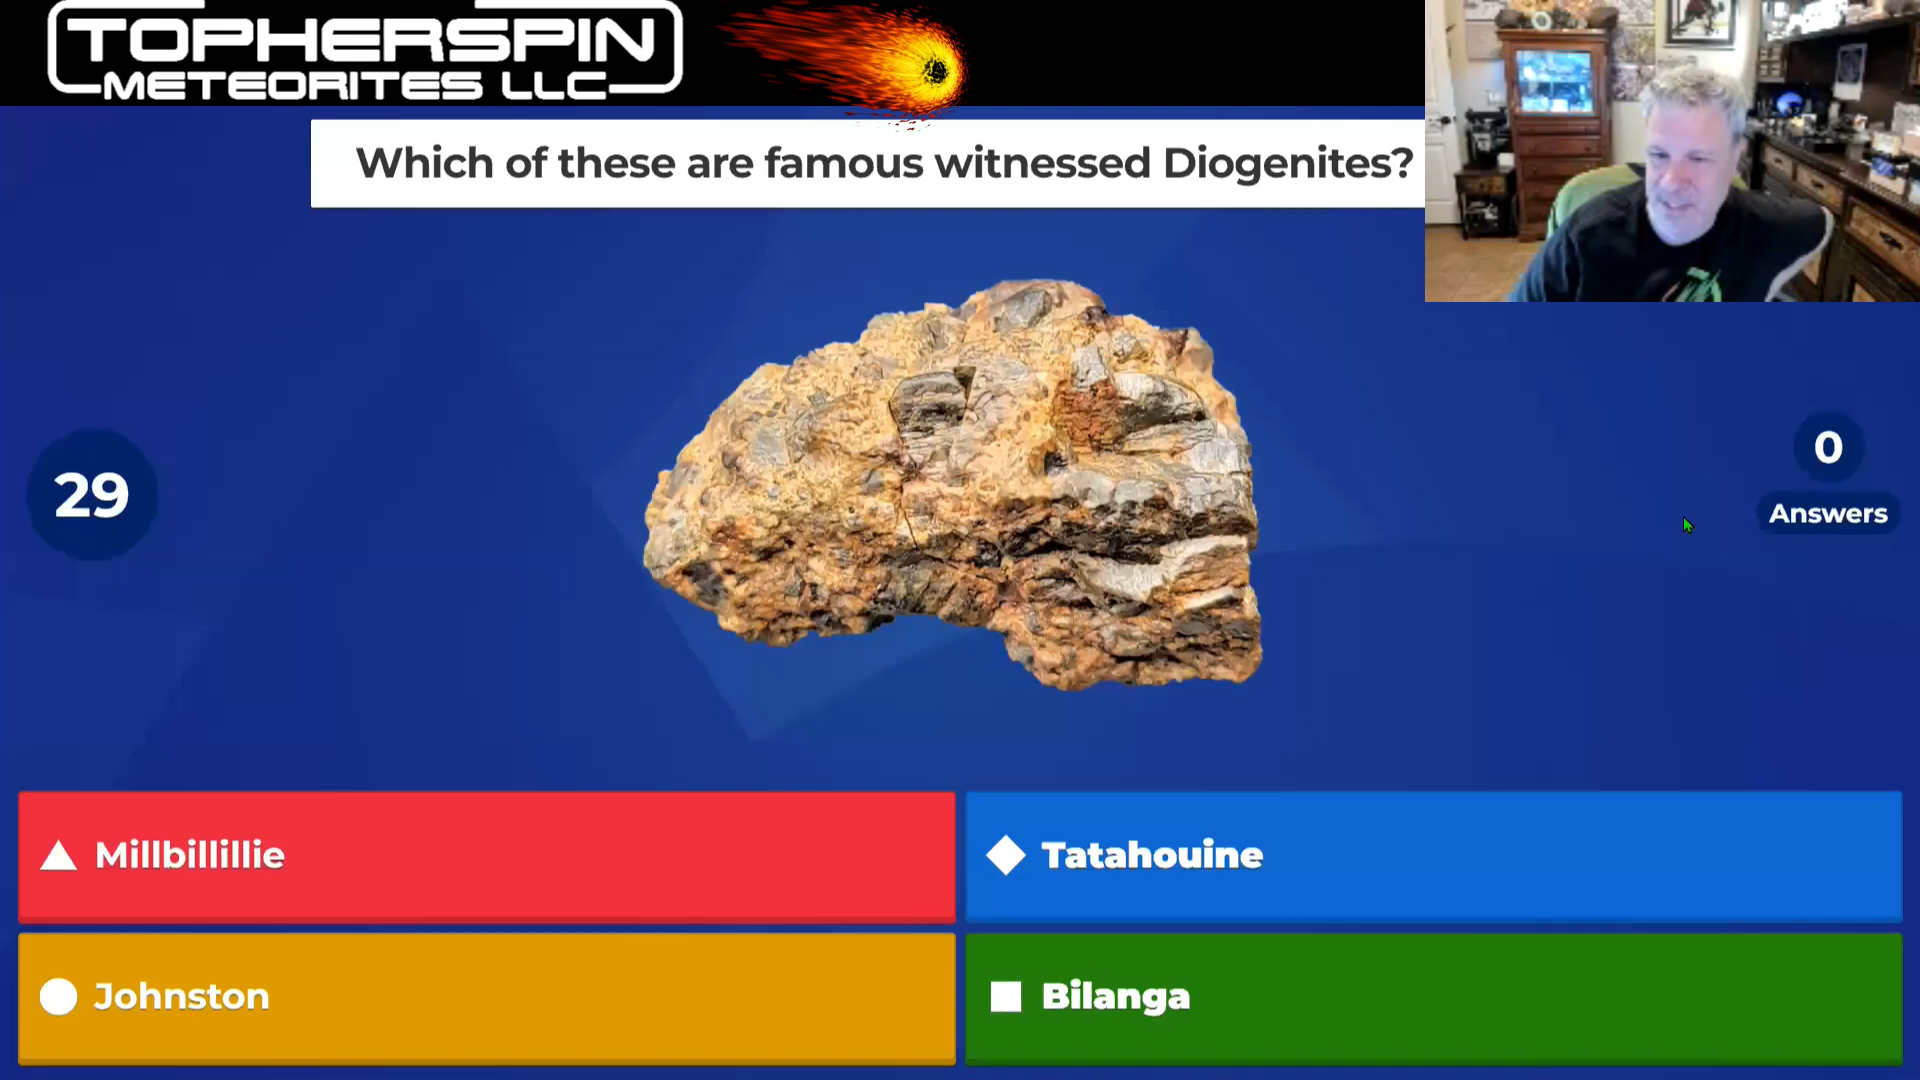 TOPHERSPIN
METEORITES LLC
Which of these are famous witnessed Diogenites?
29
0
Answers
Millbillillie
Tatahouine
Johnston
Bilanga